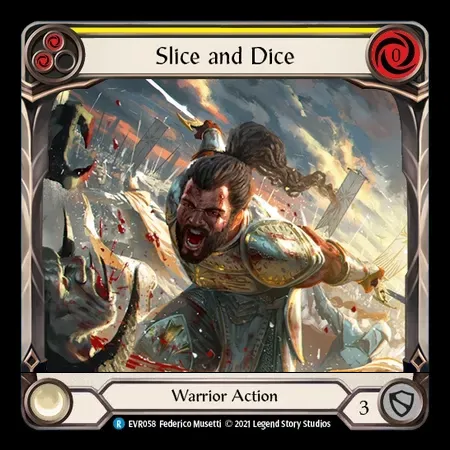 Slice and Dice
0
Warrior Action
3
R EVR058 Federico Musetti © 2021 Legend Story Studios